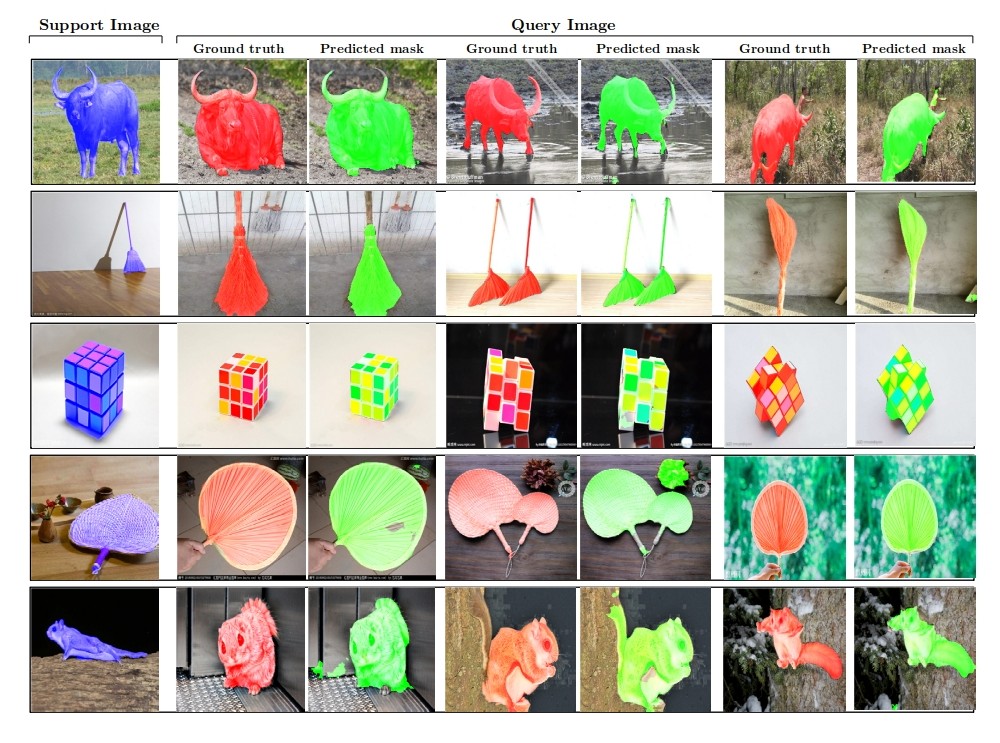 Support Image
Query Image
Ground truth
Predicted mask
Ground truth
Predicted mask
Ground truth
Predicted mask